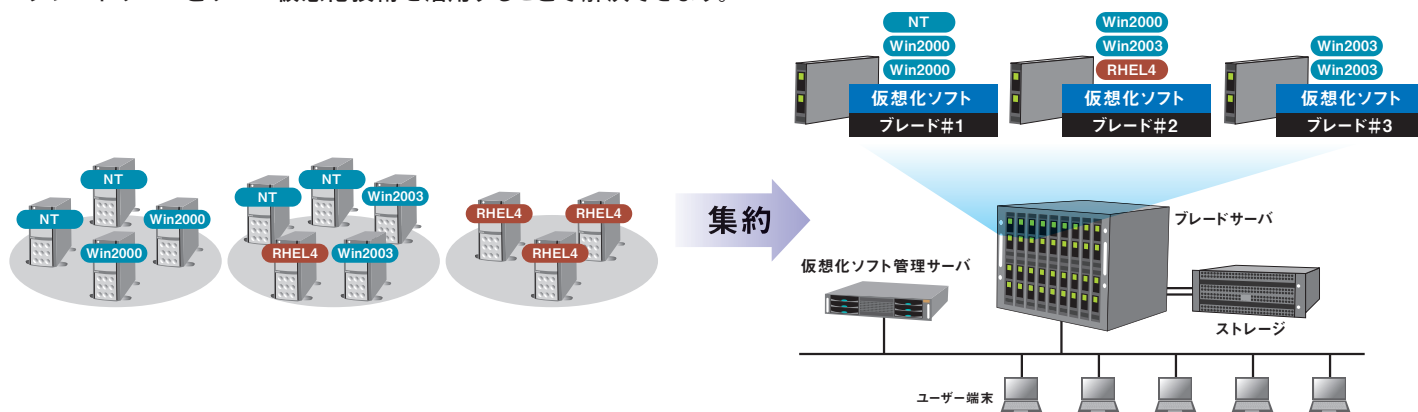 NT
Win2000
Win2000
仮想化ソフト
ブレード#1
Win2000
Win2003
RHEL4
仮想化ソフト
ブレード#2
Win2003
Win2003
仮想化ソフト
ブレード#3
NT
NT
Win2000
Win2000
NT
NT
Win2003
RHEL4
Win2003
RHEL4
RHEL4
RHEL4
集約
ブレードサーバ
仮想化ソフト管理サーバ
ストレージ
ユーザー端末